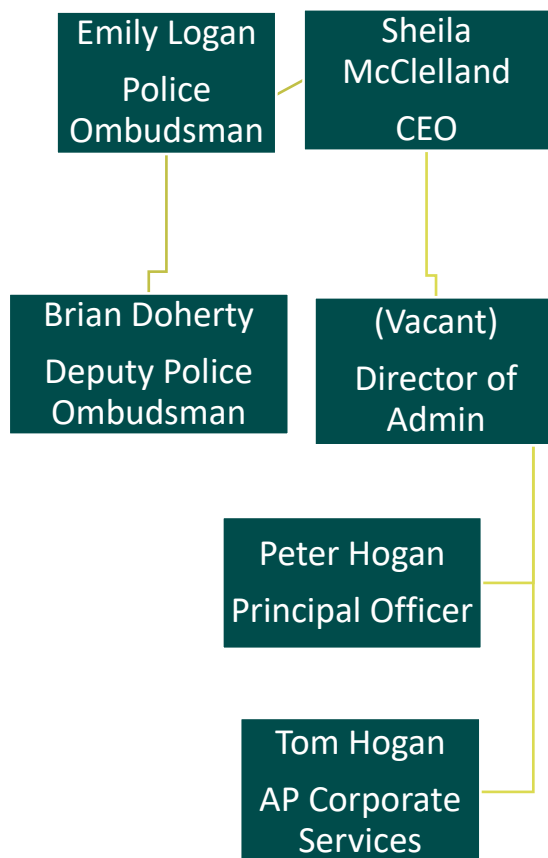 Emily Logan
Police
Ombudsman
Sheila
McClelland
CEO
Brian Doherty
Deputy Police
Ombudsman
(Vacant)
Director of
Admin
Peter Hogan
Principal Officer
Tom Hogan
AP Corporate
Services